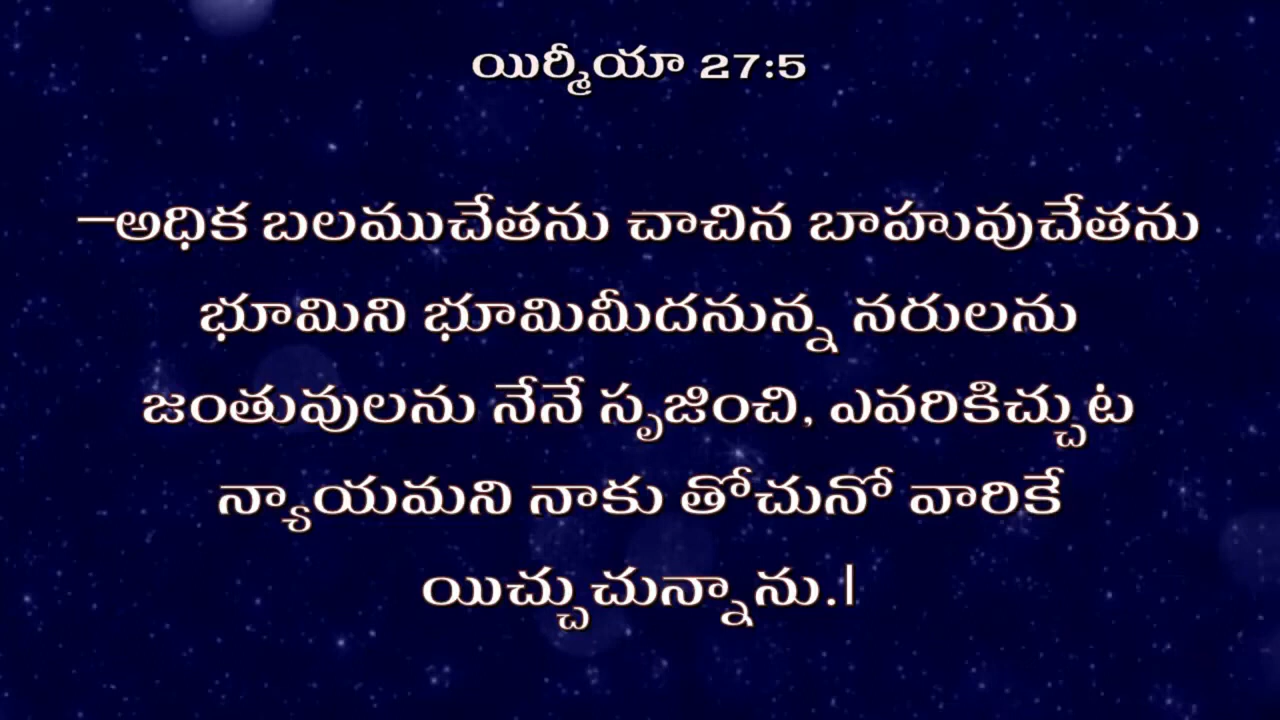 యిర్మీయా 27:5
—అధిక బలముచేతను చాచిన బాహువుచేతను
భూమిని భూమిమీదనున్న నరులను
జంతువులను నేనే సృజించి, ఎవరికిచ్చుట
న్యాయమని నాకు తోచునో వారికే
యిచ్చుచున్నాను.|